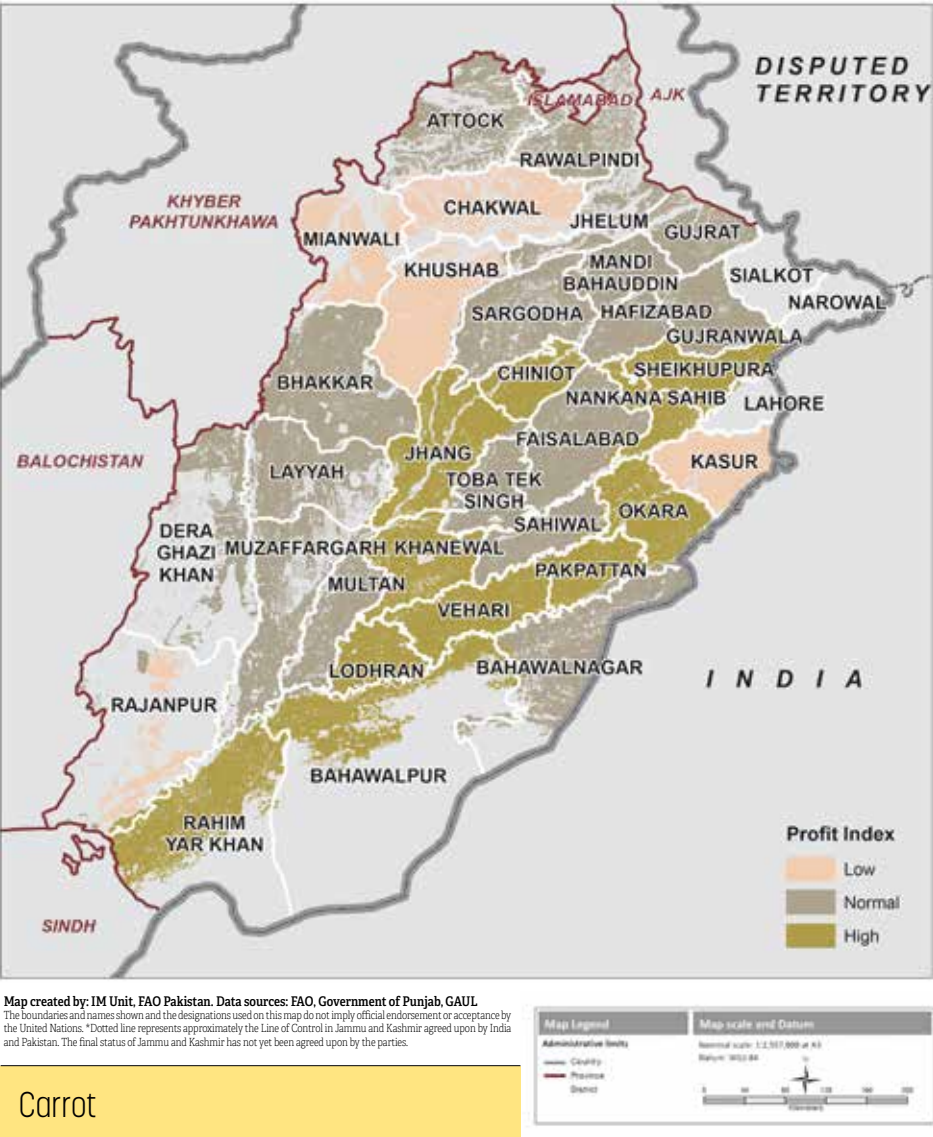 DISPUTED
TERRITORY
ISLAMABAD
AJK
ATTOCK
RAWALPINDI
KHYBER
PAKHTUNKHAWA
CHAKWAL
JHELUM
GUJRAT
MIANWALI
KHUSHAB
MANDI
BAHAUDDIN
SIALKOT
NAROWAL
SARGODHA
HAFIZABAD
GUJRANWALA
BHAKKAR
CHINIOT
SHEIKHUPURA
NANKANA SAHIB
LAHORE
BALOCHISTAN
FAISALABAD
JHANG
KASUR
LAYYAH
TOBA TEK
SINGH
OKARA
SAHIWAL
DERA
GHAZI
KHAN
MUZAFFARGARH
KHANEWAL
MULTAN
PAKPATTAN
VEHARI
LODHRAN
BAHAWALNAGAR
INDIA
RAJANPUR
BAHAWALPUR
RAHIM
YAR KHAN
SINDH
Profit Index
Low
Normal
High
Map created by: IM Unit, FAO Pakistan. Data sources: FAO, Government of Punjab, GAUL
The boundaries and names shown and the designations used on this map do not imply official endorsement or acceptance by
the United Nations. *Dotted line represents approximately the Line of Control in Jammu and Kashmir agreed upon by India
and Pakistan. The final status of Jammu and Kashmir has not yet been agreed upon by the parties.
Map Legend
Administrative limits
Province
District
Map scale and Datum
Kilometers
Carrot